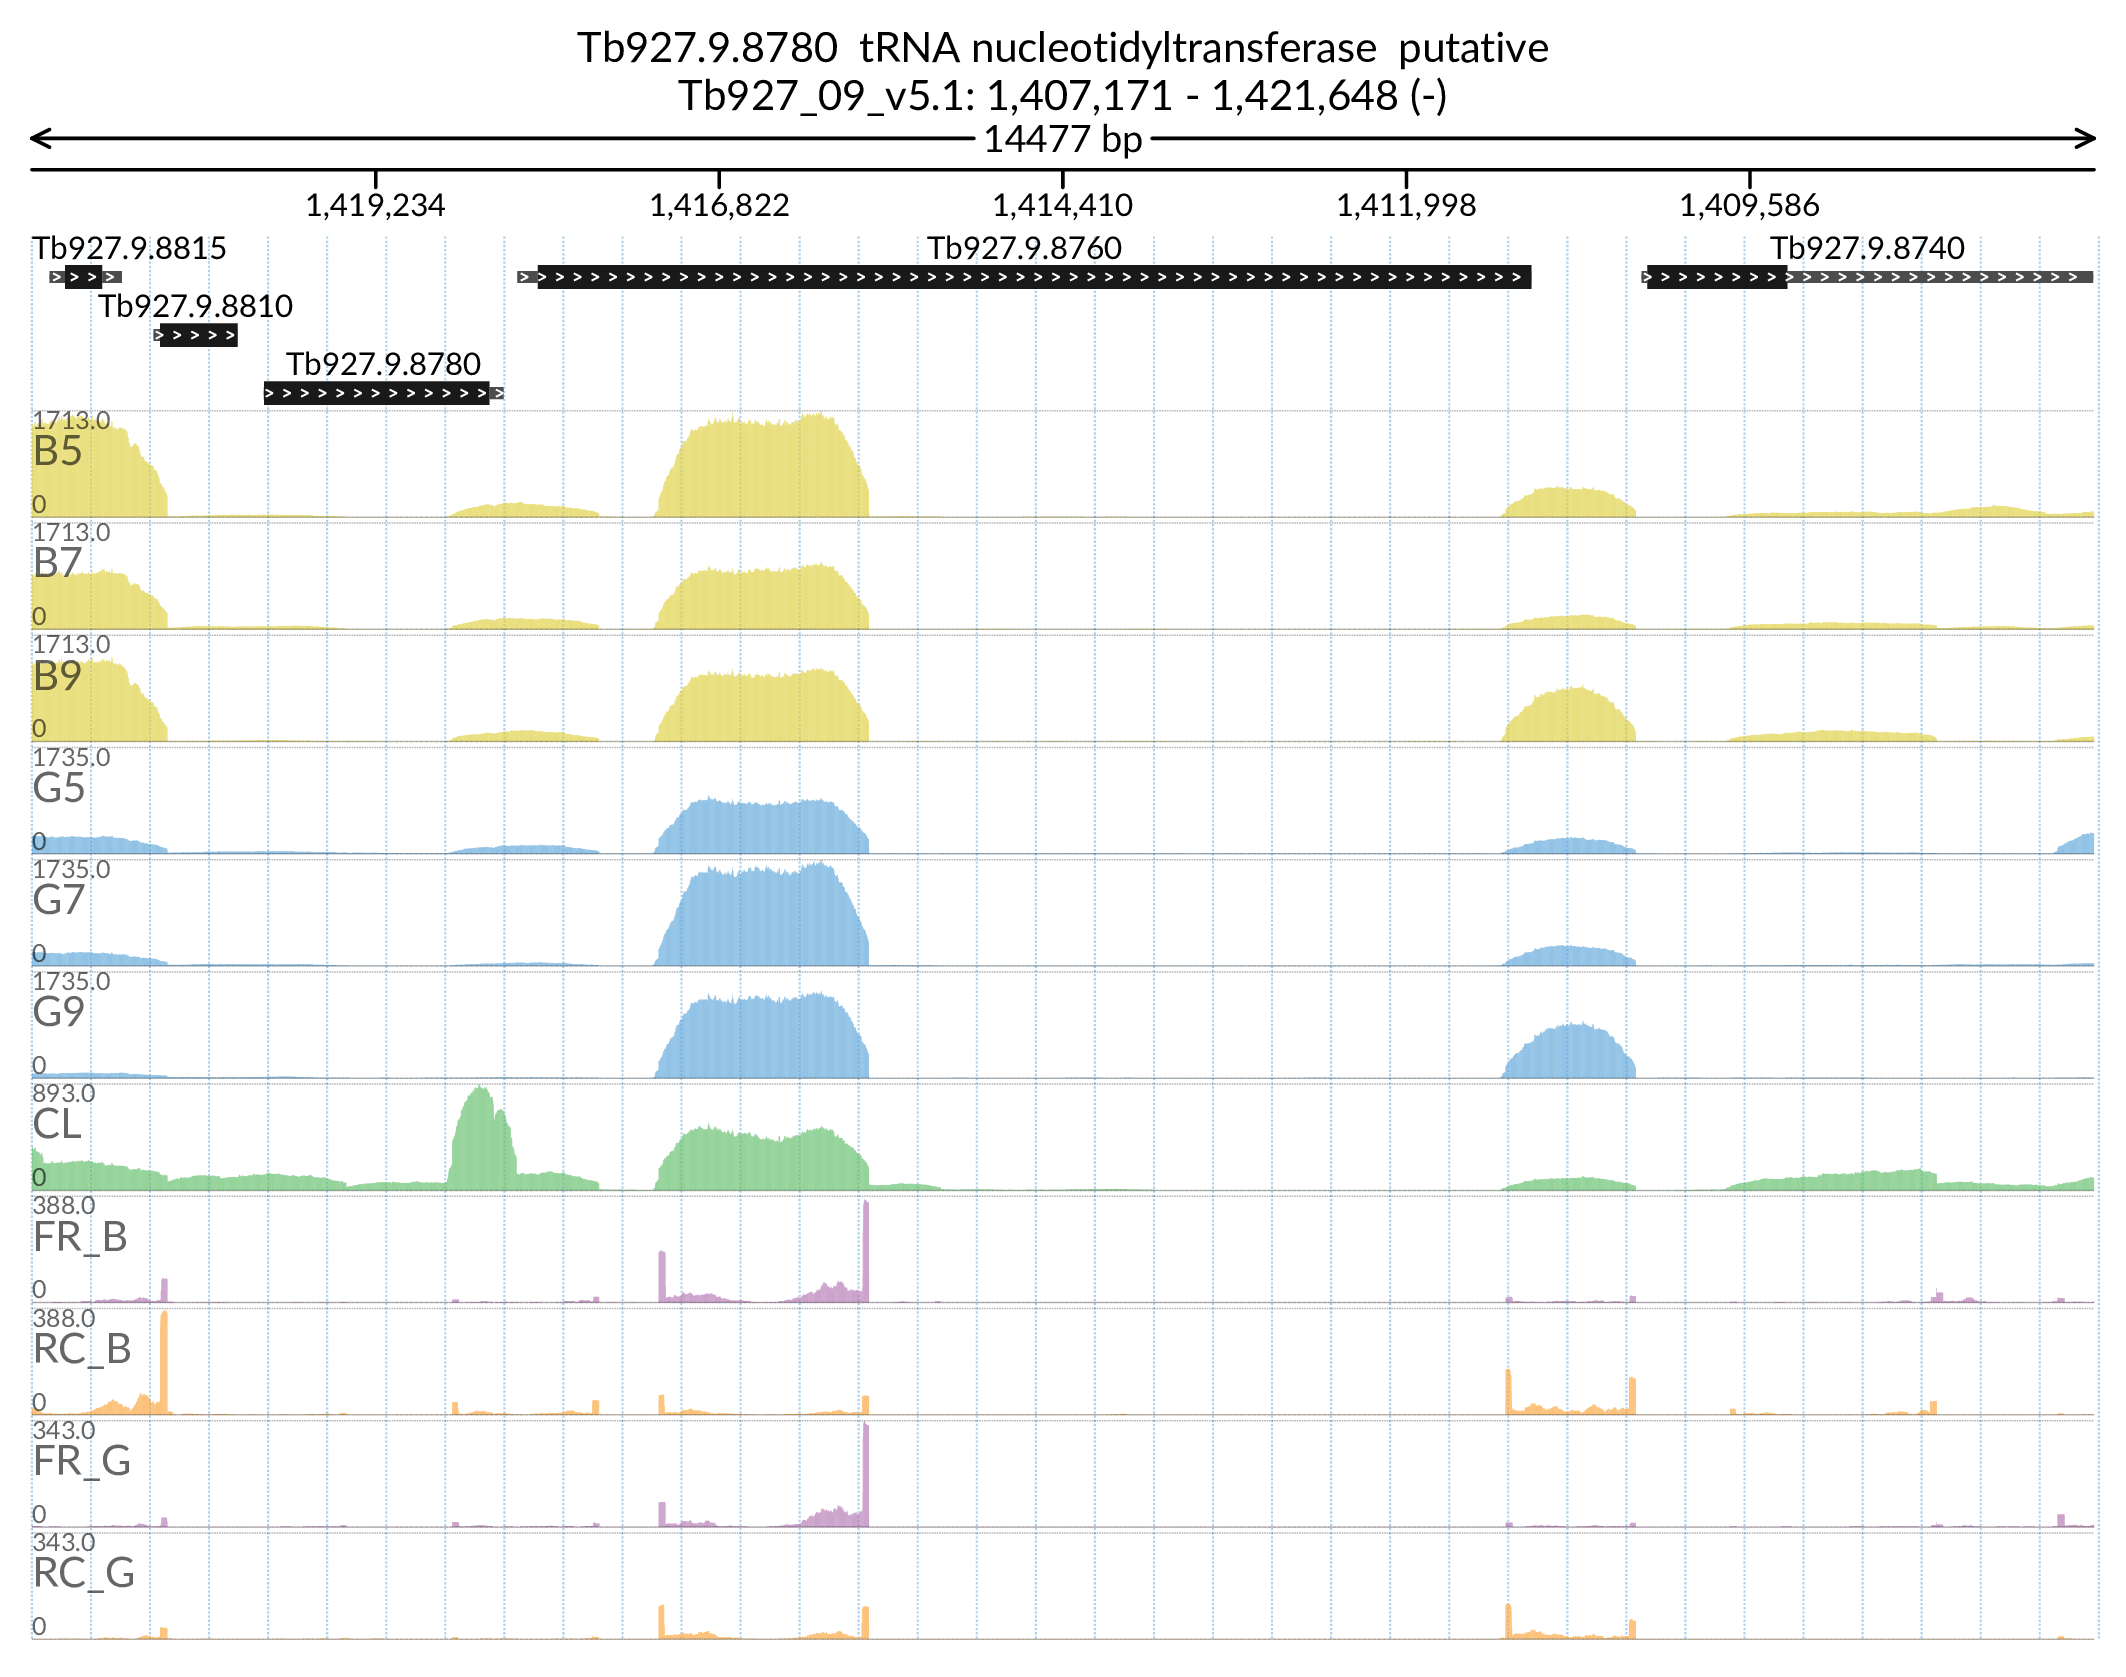 Tb927.9.8780 tRNA nucleotidyltransferase putative
Tb927_09_v5.1: 1,407,171 - 1,421,648 (-)
14477 bp
1,419,234 1,416,822 1,414,410 1,411,998 1,409,586
Tb927.9.8815 Tb927.9.8760 Tb927.9.8740
Tb927.9.8810
Tb927.9.8780
1713.0
B5
0
1713.0
B7
0
1713.0
B9
0
1735.0
G5
0
1735.0
G7
0
1735.0
G9
0
893.0
CL
0
388.0
FR_B
0
388.0
RC_B
0
343.0
FR_G
0
343.0
RC_G
0